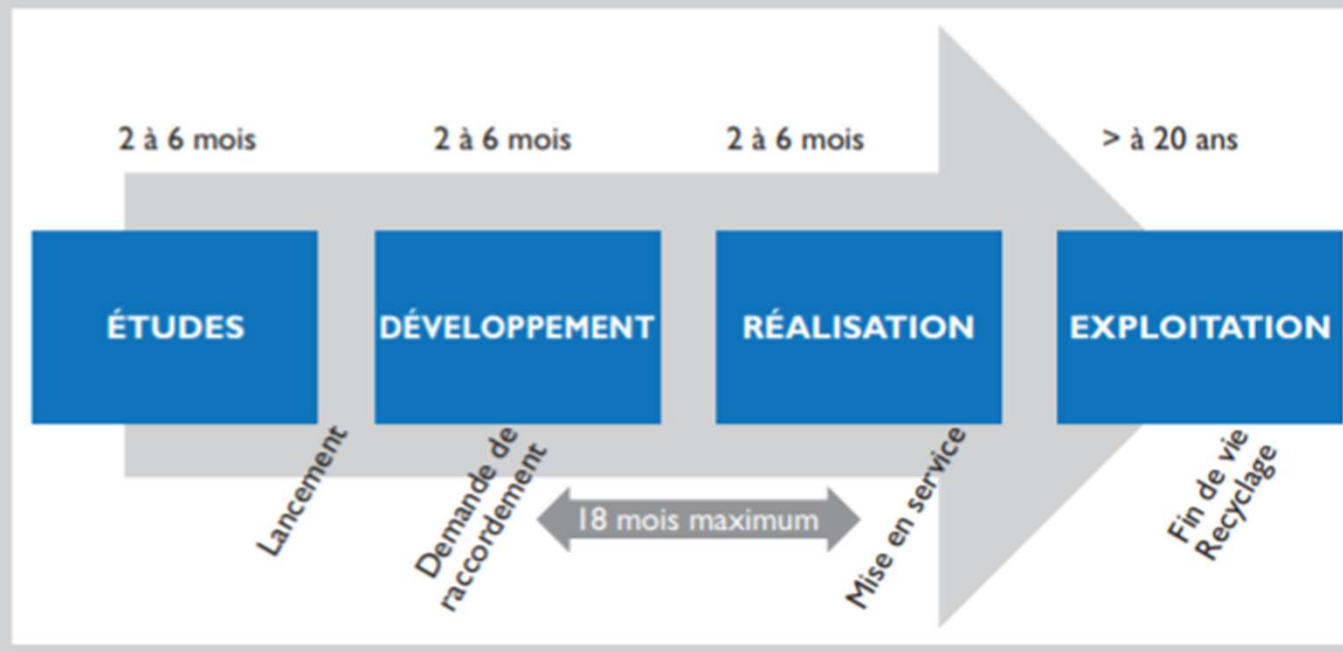 2 à 6 mois
2 à 6 mois
2 à 6 mois
> à 20 ans
ÉTUDES
DÉVELOPPEMENT
RÉALISATION
EXPLOITATION
Lancement
Demande de
raccordement
18 mois maximum
Mise en service
Fin de vie
Recyclage